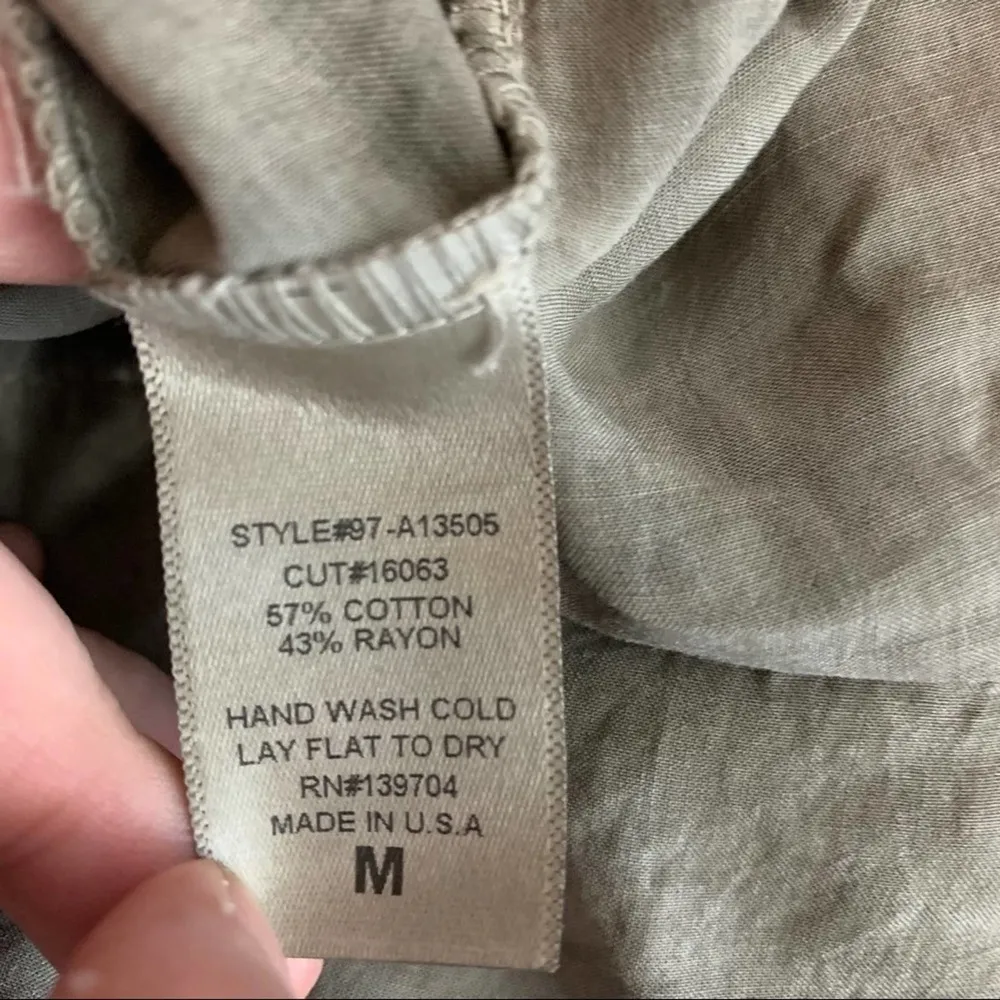 STYLE#97-A13505
CUT#16063
57% COTTON
43% RAYON
HAND WASH COLD
LAY FLAT TO DRY
RN#139704
MADE IN U.S.A
M